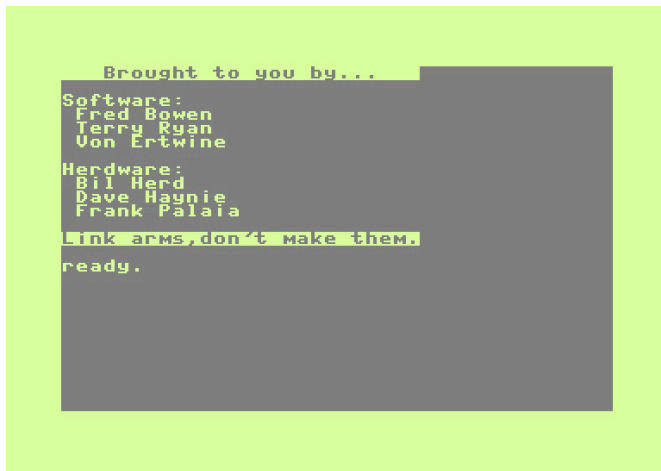 Brought to you by...
Software:
Fred Bowen
Terry Ryan
Von Ertwine
Herdware:
Bil Herd
Dave Haynie
Frank Palaia
Link arms,don't make them.
ready.